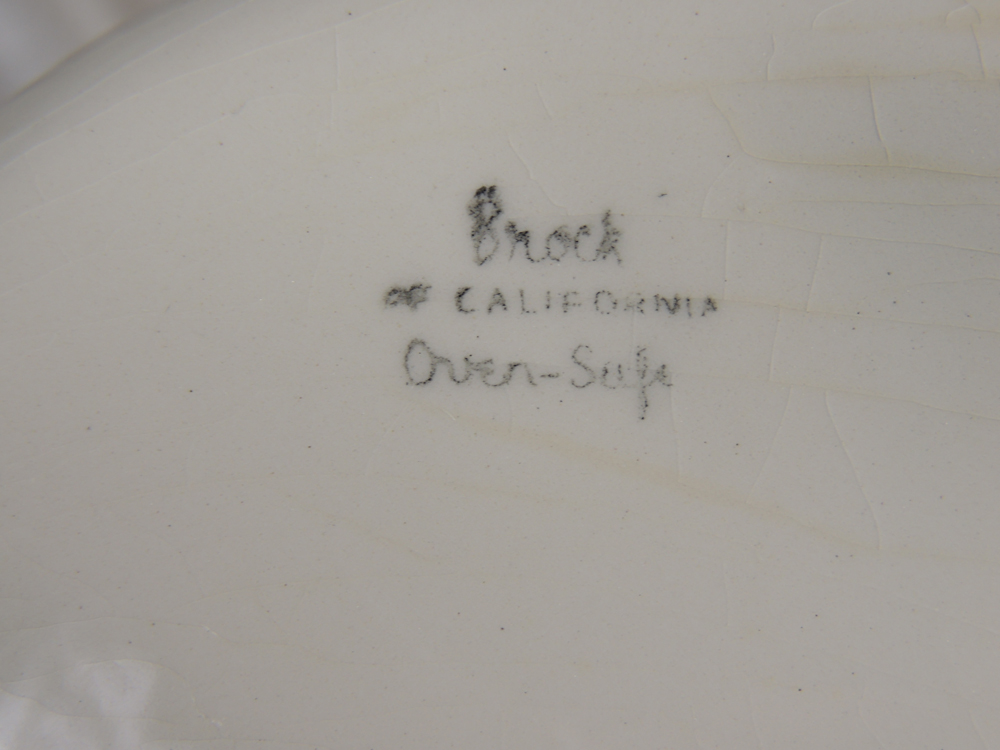 Brock
OF CALIFORNIA
Oven-Safe